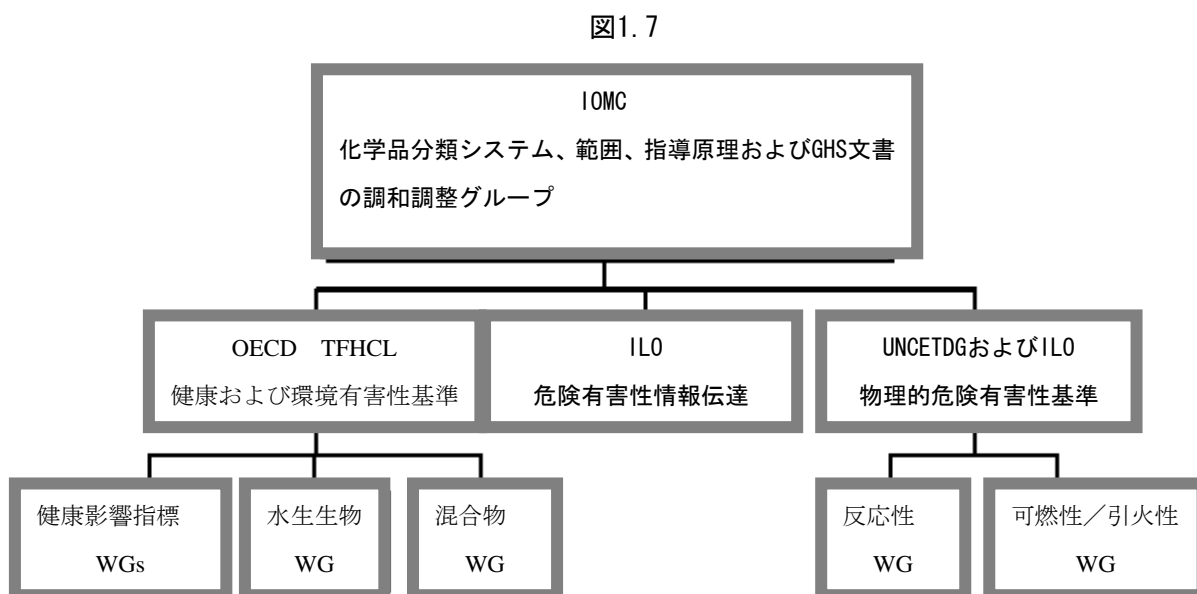 図1.7
IOMC
化学品分類システム、範囲、指導原理およびGHS文書
の調和調整グループ
OECD　TFHCL
健康および環境有害性基準
ILO
危険有害性情報伝達
UNCETDGおよびILO
物理的危険有害性基準
健康影響指標
WGs
水生生物
WG
混合物
WG
反応性
WG
可燃性／引火性
WG